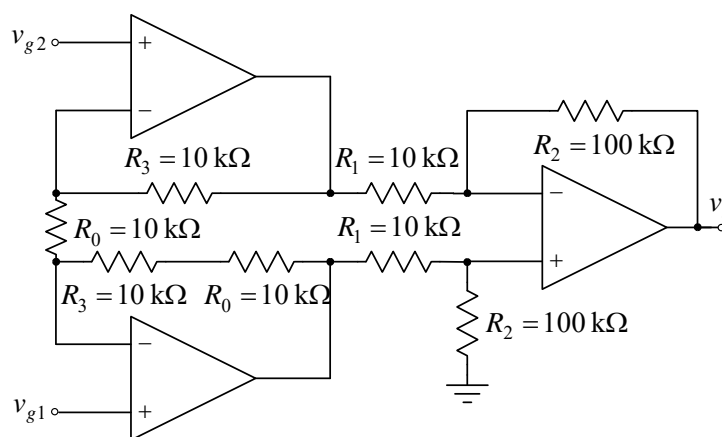 v_{g2}
+
−
R_3 = 10 kΩ
R_1 = 10 kΩ
R_2 = 100 kΩ
−
v
R_0 = 10 kΩ
R_1 = 10 kΩ
+
R_3 = 10 kΩ
R_0 = 10 kΩ
R_2 = 100 kΩ
−
v_{g1}
+